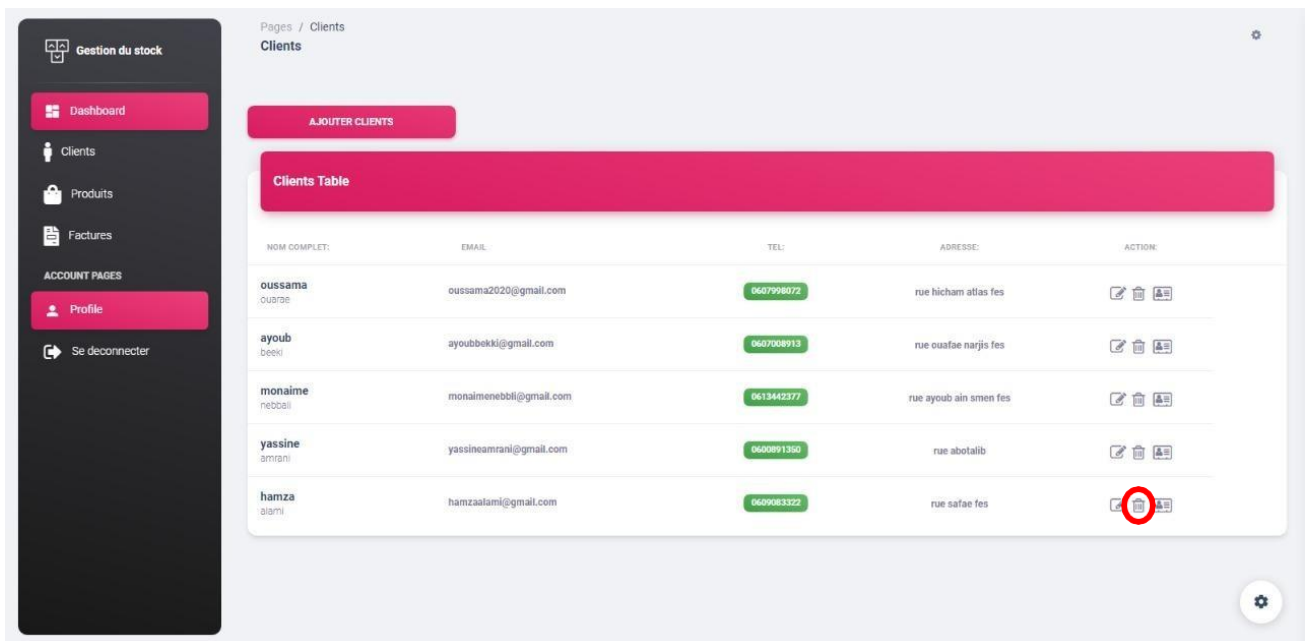 Gestion du stock
Dashboard
Clients
Produits
Factures
ACCOUNT PAGES
Profile
Se deconnecter
Pages / Clients
Clients
AJOUTER CLIENTS
Clients Table
NOM COMPLET: EMAIL: TEL: ADRESSE: ACTION:
oussama oussama2020@gmail.com 0607998072 rue hicham atlas fes
ouarae
ayoub ayoubbekki@gmail.com 0607008913 rue ouafae narjis fes
beeki
monaime monaimenebbli@gmail.com 0613442377 rue ayoub ain smen fes
nebbali
yassine yassineamrani@gmail.com 0600891350 rue abotalib
amrani
hamza hamzaalami@gmail.com 0609083322 rue safae fes
alami